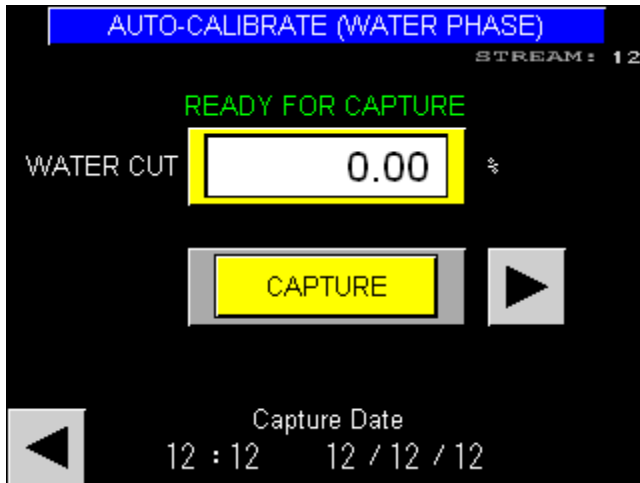 AUTO-CALIBRATE (WATER PHASE)
STREAM: 12
READY FOR CAPTURE
WATER CUT 0.00 %
CAPTURE
Capture Date
12 : 12 12 / 12 / 12